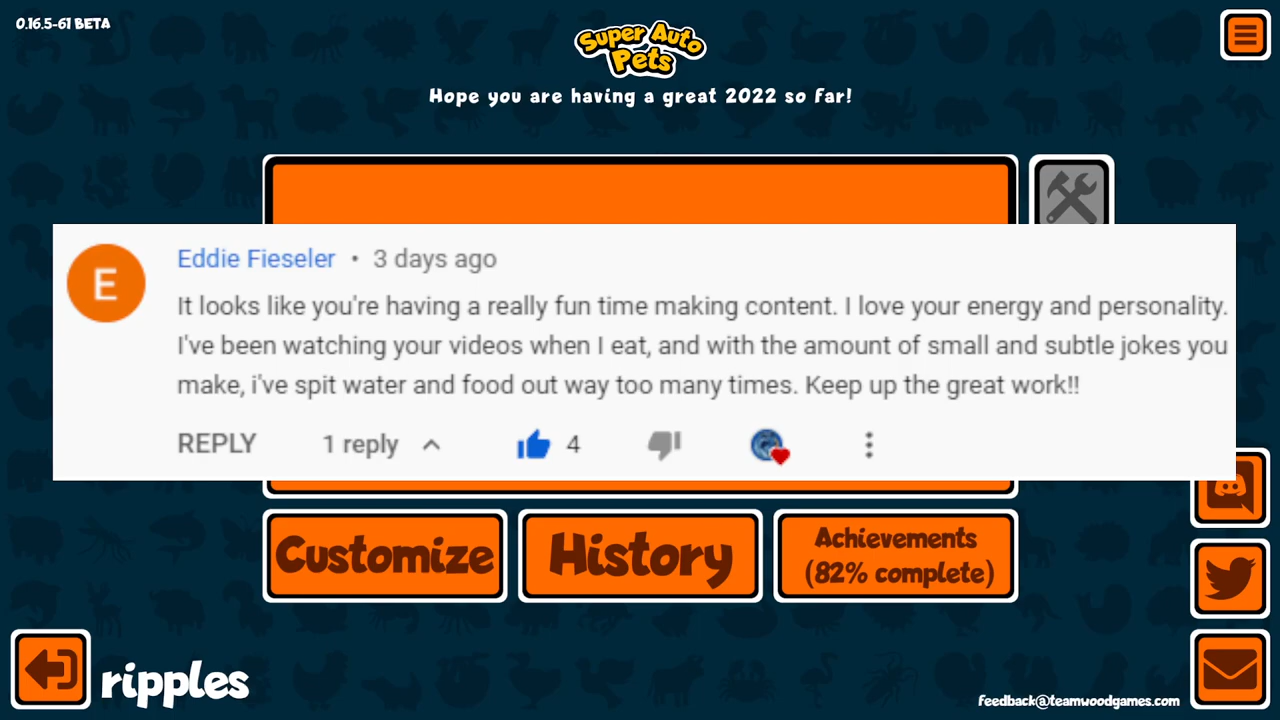 0.16.5-61 BETA
Super Auto
Pets
Hope you are having a great 2022 so far!
E
Eddie Fieseler • 3 days ago
It looks like you're having a really fun time making content. I love your energy and personality.
I've been watching your videos when I eat, and with the amount of small and subtle jokes you
make, i've spit water and food out way too many times. Keep up the great work!!
REPLY 1 reply 4
Customize
History
Achievements
(82% complete)
ripples
feedback@teamwoodgames.com